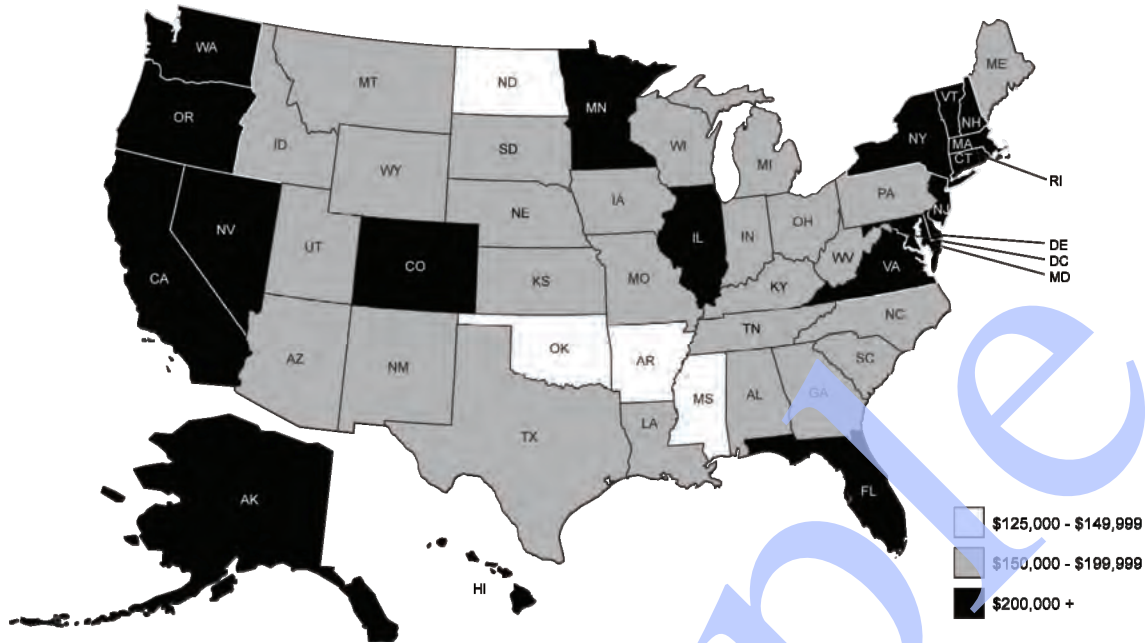 WA
OR
CA
NV
ID
MT
WY
UT
CO
AZ
NM
ND
SD
NE
KS
OK
TX
MN
IA
MO
AR
LA
WI
IL
MS
MI
IN
OH
KY
TN
AL
GA
FL
WV
VA
NC
SC
PA
NY
VT
NH
ME
MA
CT
NJ
RI
DE
DC
MD
AK
HI
$125,000 - $149,999
$150,000 - $199,999
$200,000 +
ple